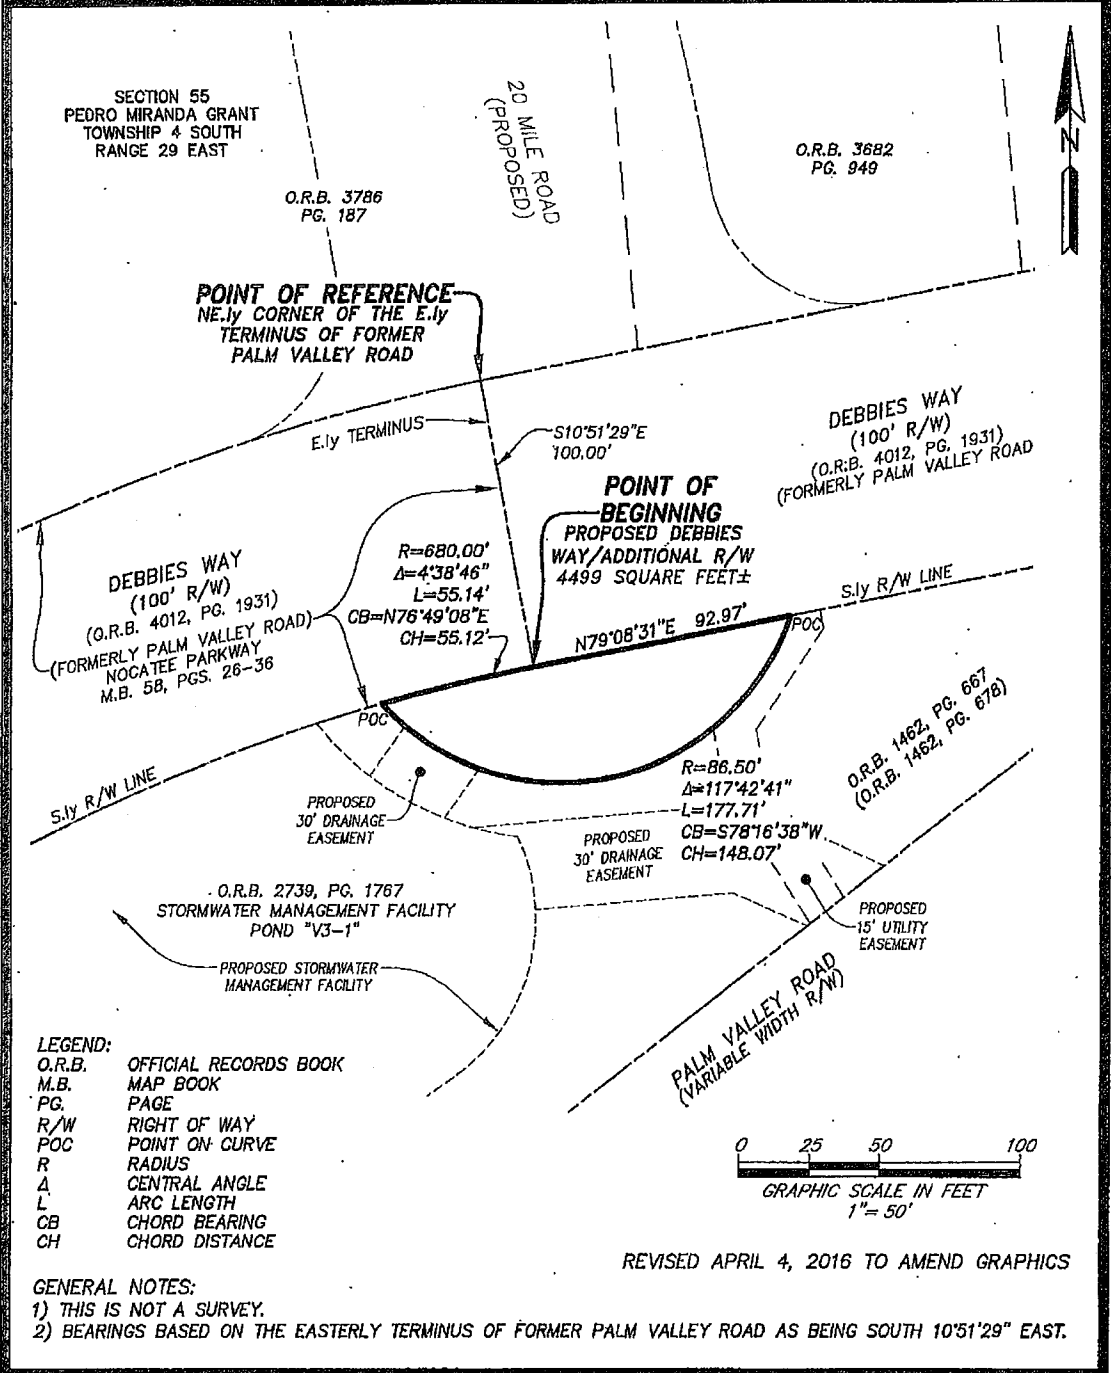 SECTION 55
PEDRO MIRANDA GRANT
TOWNSHIP 4 SOUTH
RANGE 29 EAST
20 MILE ROAD
(PROPOSED)
O.R.B. 3682
PG. 949
N
O.R.B. 3786
PG. 187
POINT OF REFERENCE
NE.ly CORNER OF THE E.ly
TERMINUS OF FORMER
PALM VALLEY ROAD
E.ly TERMINUS
S10°51'29"E
100.00'
DEBBIES WAY
(100' R/W)
(O.R.B. 4012, PG. 1931)
(FORMERLY PALM VALLEY ROAD
POINT OF
BEGINNING
PROPOSED DEBBIES
WAY/ADDITIONAL R/W
4499 SQUARE FEET±
R=680.00'
Δ=4°38'46"
L=55.14'
CB=N76°49'08"E
CH=55.12'
DEBBIES WAY
(100' R/W)
(O.R.B. 4012, PG. 1931)
(FORMERLY PALM VALLEY ROAD)
NOCATEE PARKWAY
M.B. 58, PGS. 26-36
S.ly R/W LINE
N79°08'31"E 92.97'
POC
POC
S.ly R/W LINE
O.R.B. 1462, PG. 667
(O.R.B. 1462, PG. 678)
R=86.50'
Δ=117°42'41"
L=177.71'
CB=S78°16'38"W
CH=148.07'
PROPOSED
30' DRAINAGE
EASEMENT
PROPOSED
30' DRAINAGE
EASEMENT
O.R.B. 2739, PG. 1767
STORMWATER MANAGEMENT FACILITY
POND "V3-1"
PROPOSED
15' UTILITY
EASEMENT
PROPOSED STORMWATER
MANAGEMENT FACILITY
PALM VALLEY ROAD
(VARIABLE WIDTH R/W)
LEGEND:
O.R.B. OFFICIAL RECORDS BOOK
M.B. MAP BOOK
PG. PAGE
R/W RIGHT OF WAY
POC POINT ON CURVE
R RADIUS
Δ CENTRAL ANGLE
L ARC LENGTH
CB CHORD BEARING
CH CHORD DISTANCE
0 25 50 100
GRAPHIC SCALE IN FEET
1"= 50'
REVISED APRIL 4, 2016 TO AMEND GRAPHICS
GENERAL NOTES:
1) THIS IS NOT A SURVEY.
2) BEARINGS BASED ON THE EASTERLY TERMINUS OF FORMER PALM VALLEY ROAD AS BEING SOUTH 10°51'29" EAST.